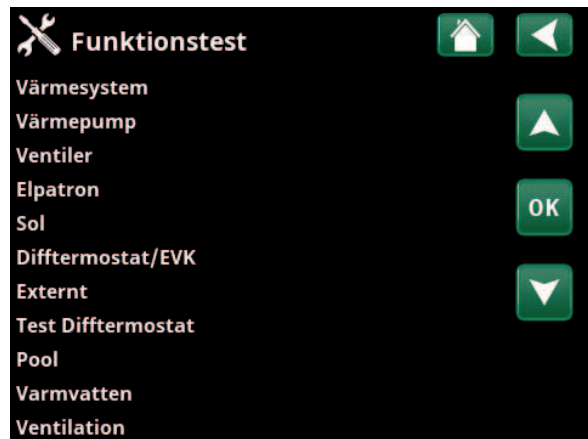 Funktionstest
Värmesystem
Värmepump
Ventiler
Elpatron
Sol
Difftermostat/EVK
Externt
Test Difftermostat
Pool
Varmvatten
Ventilation
OK